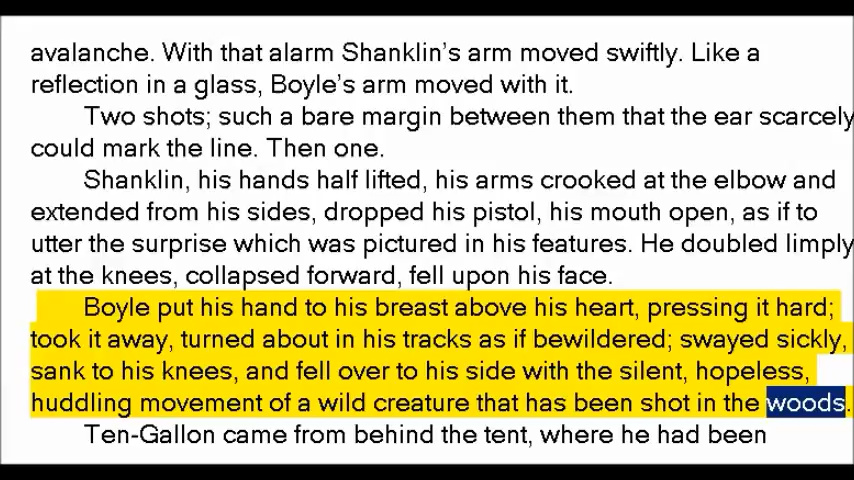 avalanche. With that alarm Shanklin's arm moved swiftly. Like a
reflection in a glass, Boyle's arm moved with it.
Two shots; such a bare margin between them that the ear scarcely
could mark the line. Then one.
Shanklin, his hands half lifted, his arms crooked at the elbow and
extended from his sides, dropped his pistol, his mouth open, as if to
utter the surprise which was pictured in his features. He doubled limply
at the knees, collapsed forward, fell upon his face.
Boyle put his hand to his breast above his heart, pressing it hard;
took it away, turned about in his tracks as if bewildered; swayed sickly,
sank to his knees, and fell over to his side with the silent, hopeless,
huddling movement of a wild creature that has been shot in the woods.
Ten-Gallon came from behind the tent, where he had been